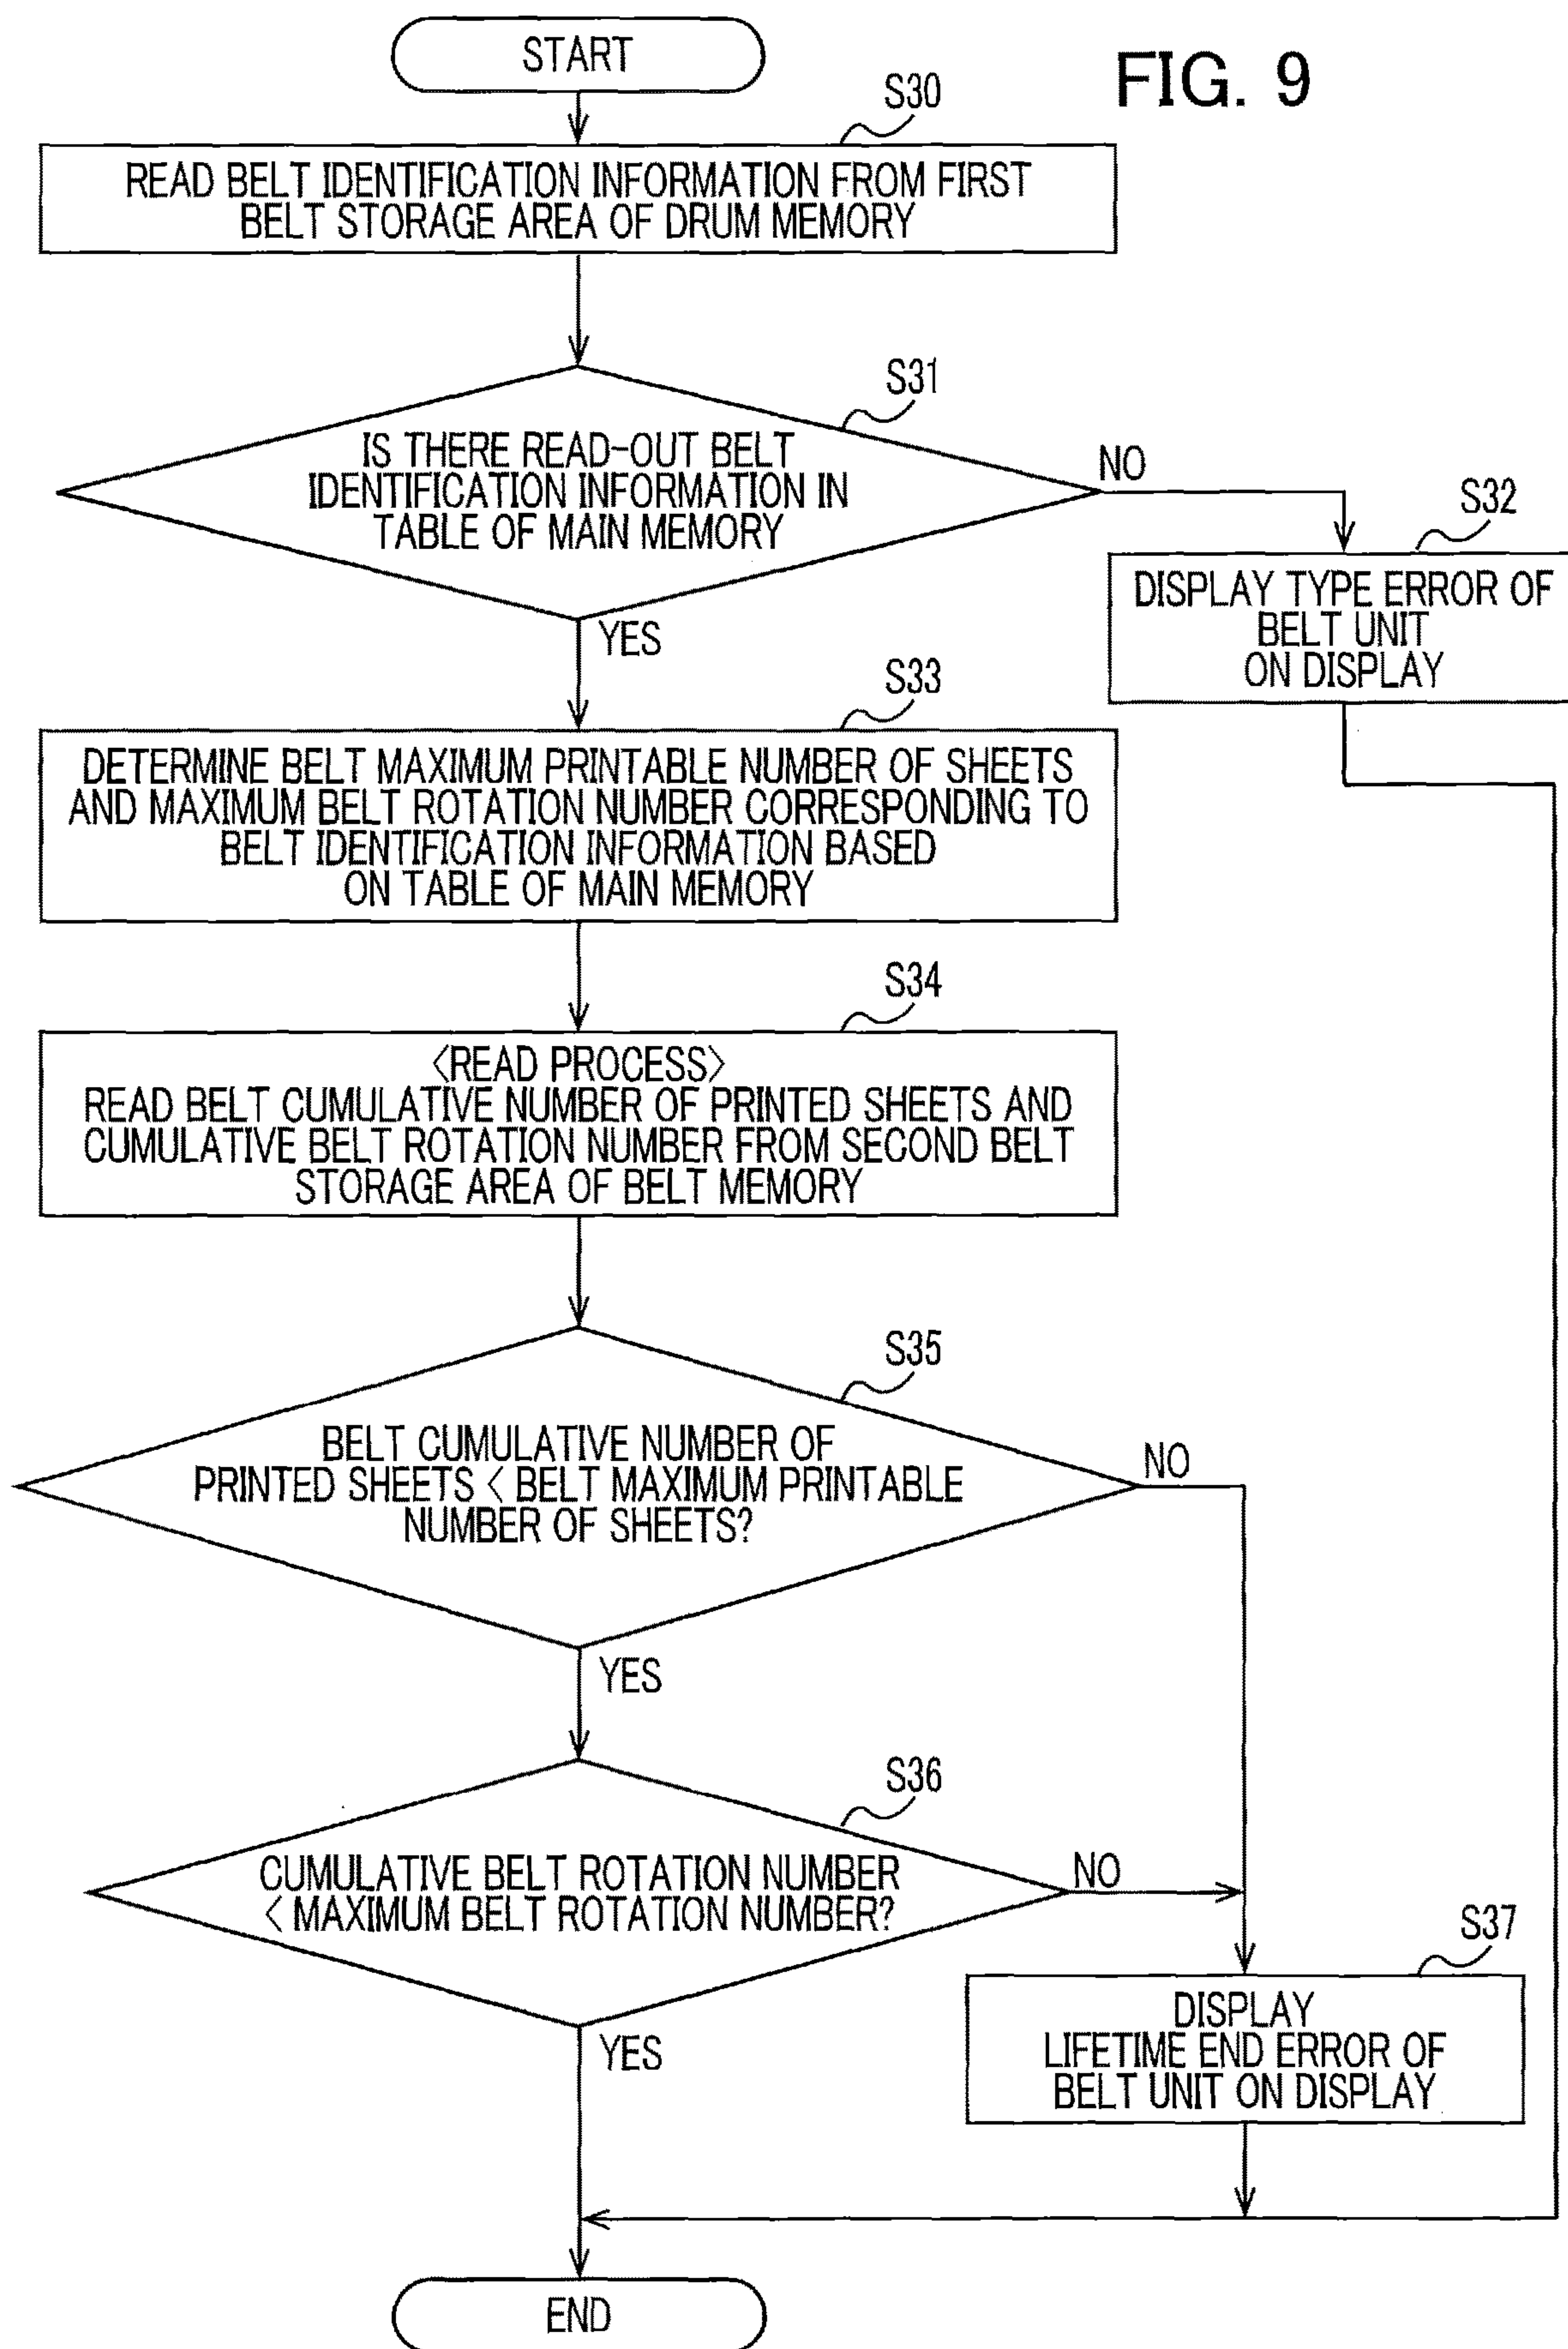 START
FIG. 9
S30
READ BELT IDENTIFICATION INFORMATION FROM FIRST
BELT STORAGE AREA OF DRUM MEMORY
S31
IS THERE READ-OUT BELT
IDENTIFICATION INFORMATION IN
TABLE OF MAIN MEMORY
NO
S32
DISPLAY TYPE ERROR OF
BELT UNIT
ON DISPLAY
YES
S33
DETERMINE BELT MAXIMUM PRINTABLE NUMBER OF SHEETS
AND MAXIMUM BELT ROTATION NUMBER CORRESPONDING TO
BELT IDENTIFICATION INFORMATION BASED
ON TABLE OF MAIN MEMORY
S34
<READ PROCESS>
READ BELT CUMULATIVE NUMBER OF PRINTED SHEETS AND
CUMULATIVE BELT ROTATION NUMBER FROM SECOND BELT
STORAGE AREA OF BELT MEMORY
S35
BELT CUMULATIVE NUMBER OF
PRINTED SHEETS < BELT MAXIMUM PRINTABLE
NUMBER OF SHEETS?
NO
YES
S36
CUMULATIVE BELT ROTATION NUMBER
< MAXIMUM BELT ROTATION NUMBER?
NO
S37
DISPLAY
LIFETIME END ERROR OF
BELT UNIT ON DISPLAY
YES
END